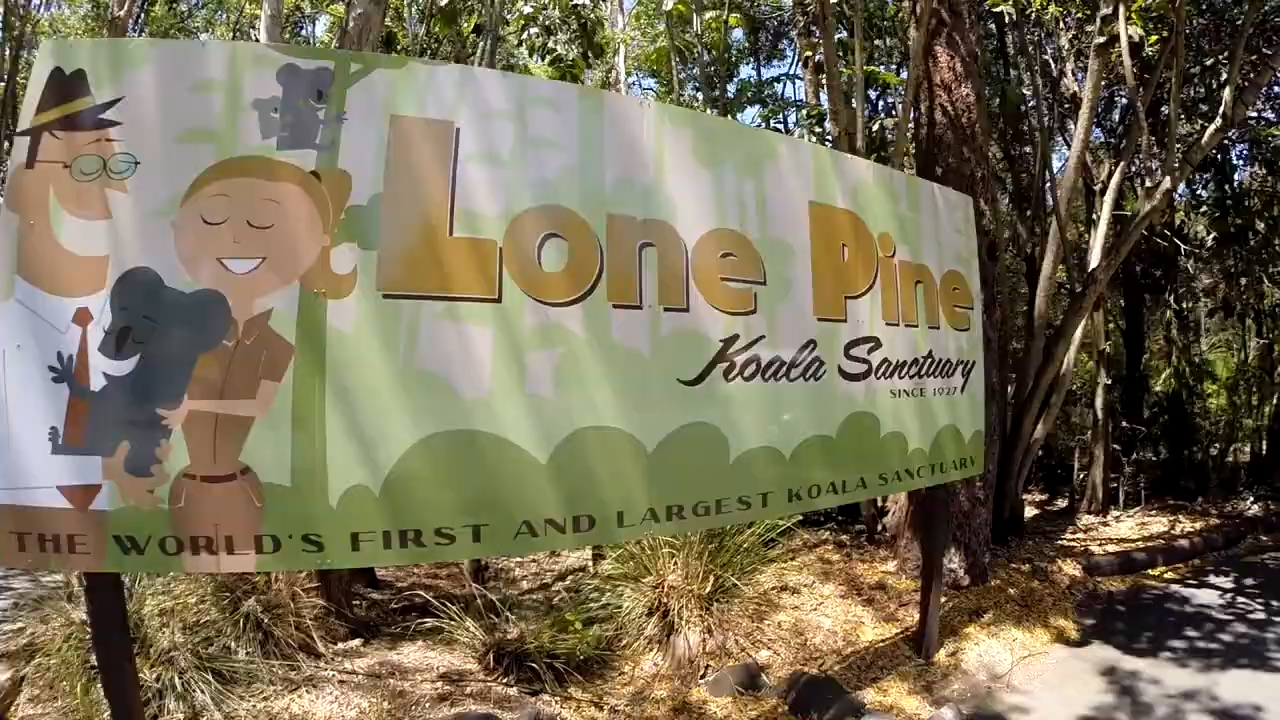 Lone Pine
Koala Sanctuary
SINCE 1927
THE WORLD'S FIRST AND LARGEST KOALA SANCTUARY